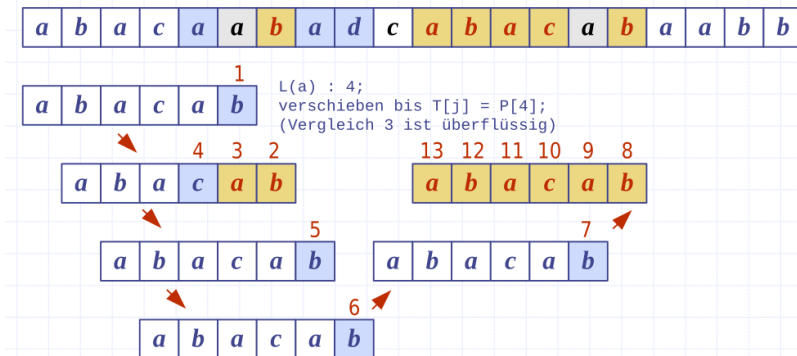 a b a c a a b a d c a b a c a b a a b b
1
L(a) : 4;
verschieben bis T[j] = P[4];
(Vergleich 3 ist überflüssig)
a b a c a b
4 3 2
13 12 11 10 9 8
a b a c a b
a b a c a b
5
7
a b a c a b
a b a c a b
6
a b a c a b